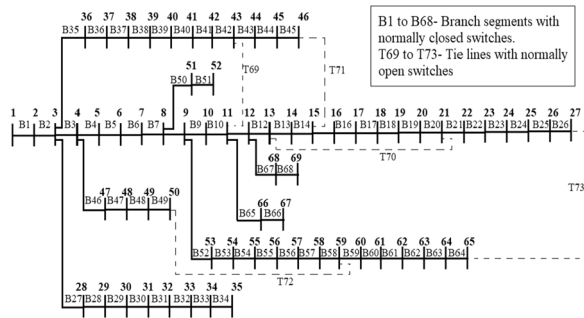 36 37 38 39 40 41 42 43 44 45 46
B35 B36 B37 B38 B39 B40 B41 B42 B43 B44 B45
B1 to B68- Branch segments with
normally closed switches.
T69 to T73- Tie lines with normally
open switches
51 52
B50 B51
T69
T71
1 2 3 4 5 6 7 8 9 10 11 12 13 14 15 16 17 18 19 20 21 22 23 24 25 26 27
B1 B2 B3 B4 B5 B6 B7 B9 B10 B12 B13 B14 B16 B17 B18 B19 B20 B21 B22 B23 B24 B25 B26
T70
68 69
B67 B68
T73
47 48 49 50
B46 B47 B48 B49
66 67
B65 B66
53 54 55 56 57 58 59 60 61 62 63 64 65
B52 B53 B54 B55 B56 B57 B58 B59 B60 B61 B62 B63 B64
T72
28 29 30 31 32 33 34 35
B27 B28 B29 B30 B31 B32 B33 B34